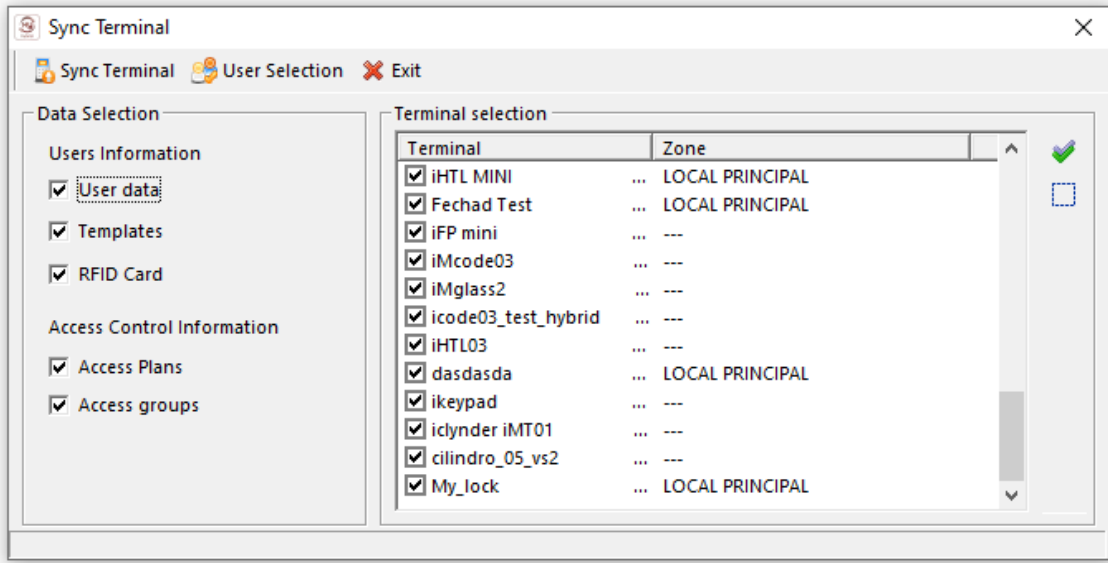 Sync Terminal
Sync Terminal User Selection Exit
Data Selection
Users Information
User data
Templates
RFID Card
Access Control Information
Access Plans
Access groups
Terminal selection
Terminal Zone
iHTL MINI ... LOCAL PRINCIPAL
Fechad Test ... LOCAL PRINCIPAL
iFP mini ... ---
iMcode03 ... ---
iMglass2 ... ---
icode03_test_hybrid ... ---
iHTL03 ... ---
dasdasda ... LOCAL PRINCIPAL
ikeypad ... ---
iclynder iMT01 ... ---
cilindro_05_vs2 ... ---
My_lock ... LOCAL PRINCIPAL